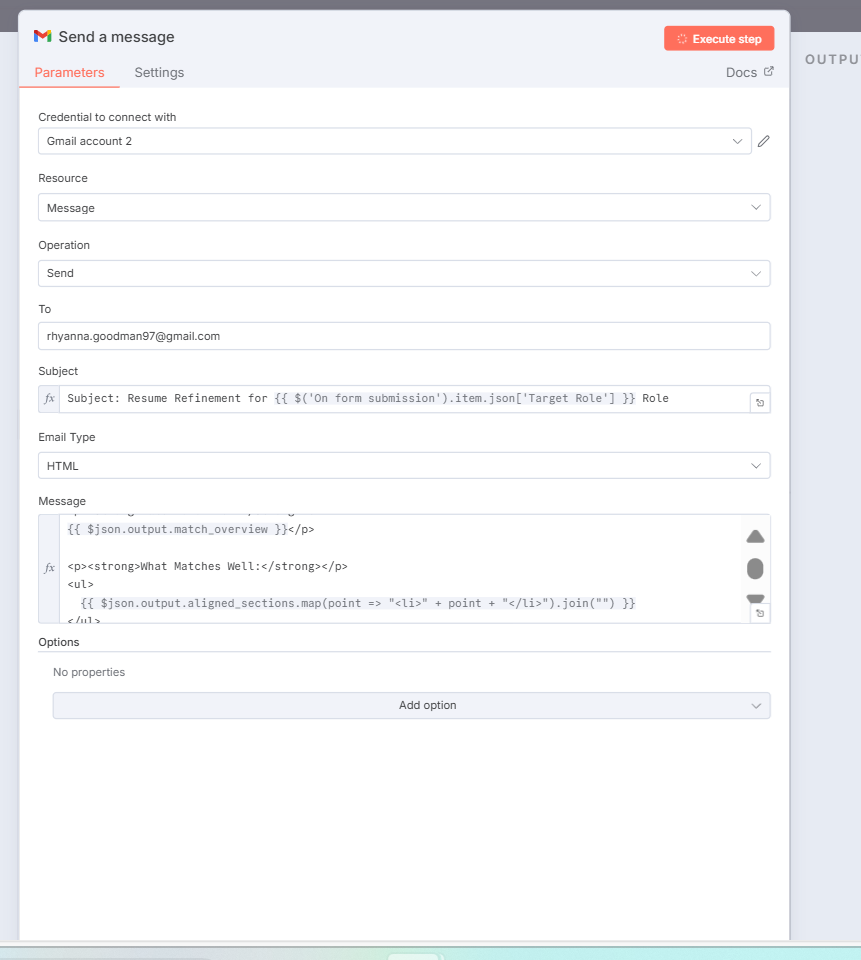 Send a message
Execute step
OUTPU
Parameters
Settings
Docs
Credential to connect with
Gmail account 2
Resource
Message
Operation
Send
To
rhyanna.goodman97@gmail.com
Subject
fx
Subject: Resume Refinement for {{ $('On form submission').item.json['Target Role'] }} Role
Email Type
HTML
Message
{{ $json.output.match_overview }}</p>
<p><strong>What Matches Well:</strong></p>
fx
<ul>
{{ $json.output.aligned_sections.map(point => "<li>" + point + "</li>").join("") }}
</ul>
Options
No properties
Add option